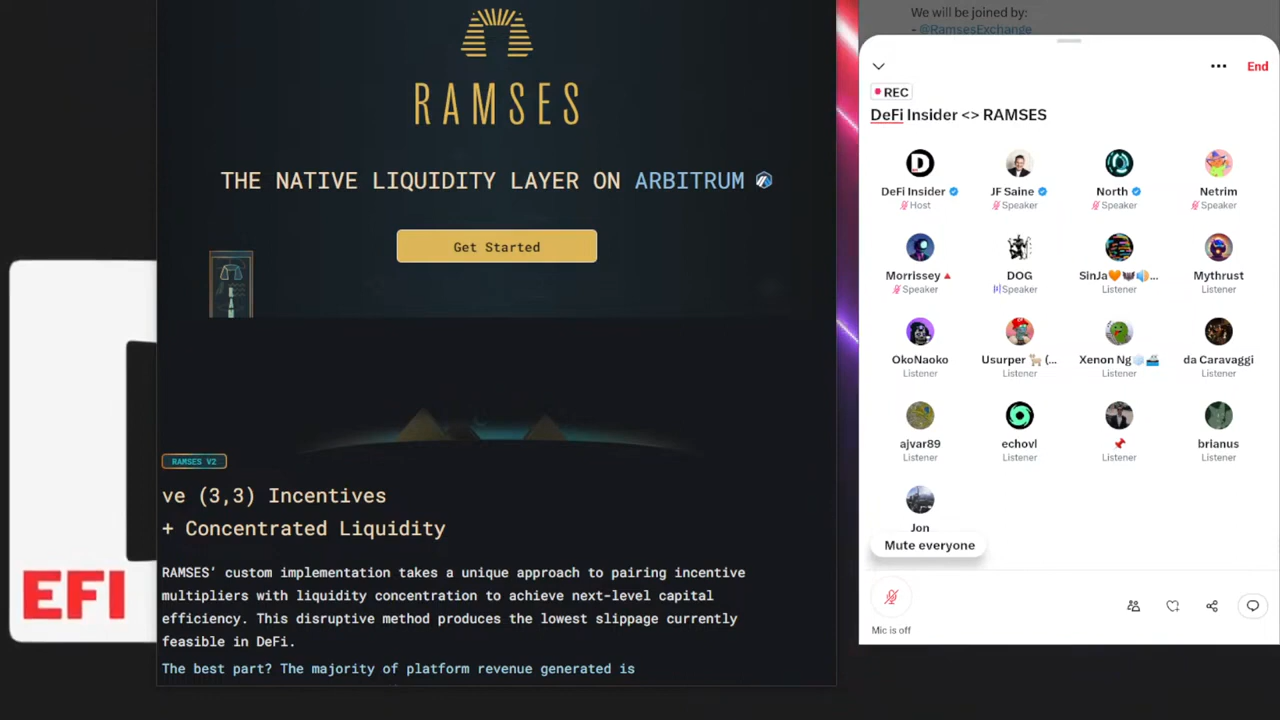 RAMSES
THE NATIVE LIQUIDITY LAYER ON ARBITRUM
Get Started
RAMSES V2
ve (3,3) Incentives
+ Concentrated Liquidity
RAMSES' custom implementation takes a unique approach to pairing incentive
multipliers with liquidity concentration to achieve next-level capital
efficiency. This disruptive method produces the lowest slippage currently
feasible in DeFi.
The best part? The majority of platform revenue generated is
EFI
We will be joined by:
- @RamsesExchange
End
REC
DeFi Insider <> RAMSES
DeFi Insider
Host
JF Saine
Speaker
North
Speaker
Netrim
Speaker
Morrissey
Speaker
DOG
Speaker
SinJa🧡🦇🔊...
Listener
Mythrust
Listener
OkoNaoko
Listener
Usurper 🐪 (...
Listener
Xenon Ng
Listener
da Caravaggi
Listener
ajvar89
Listener
echovl
Listener
📌
Listener
brianus
Listener
Jon
Mute everyone
Mic is off